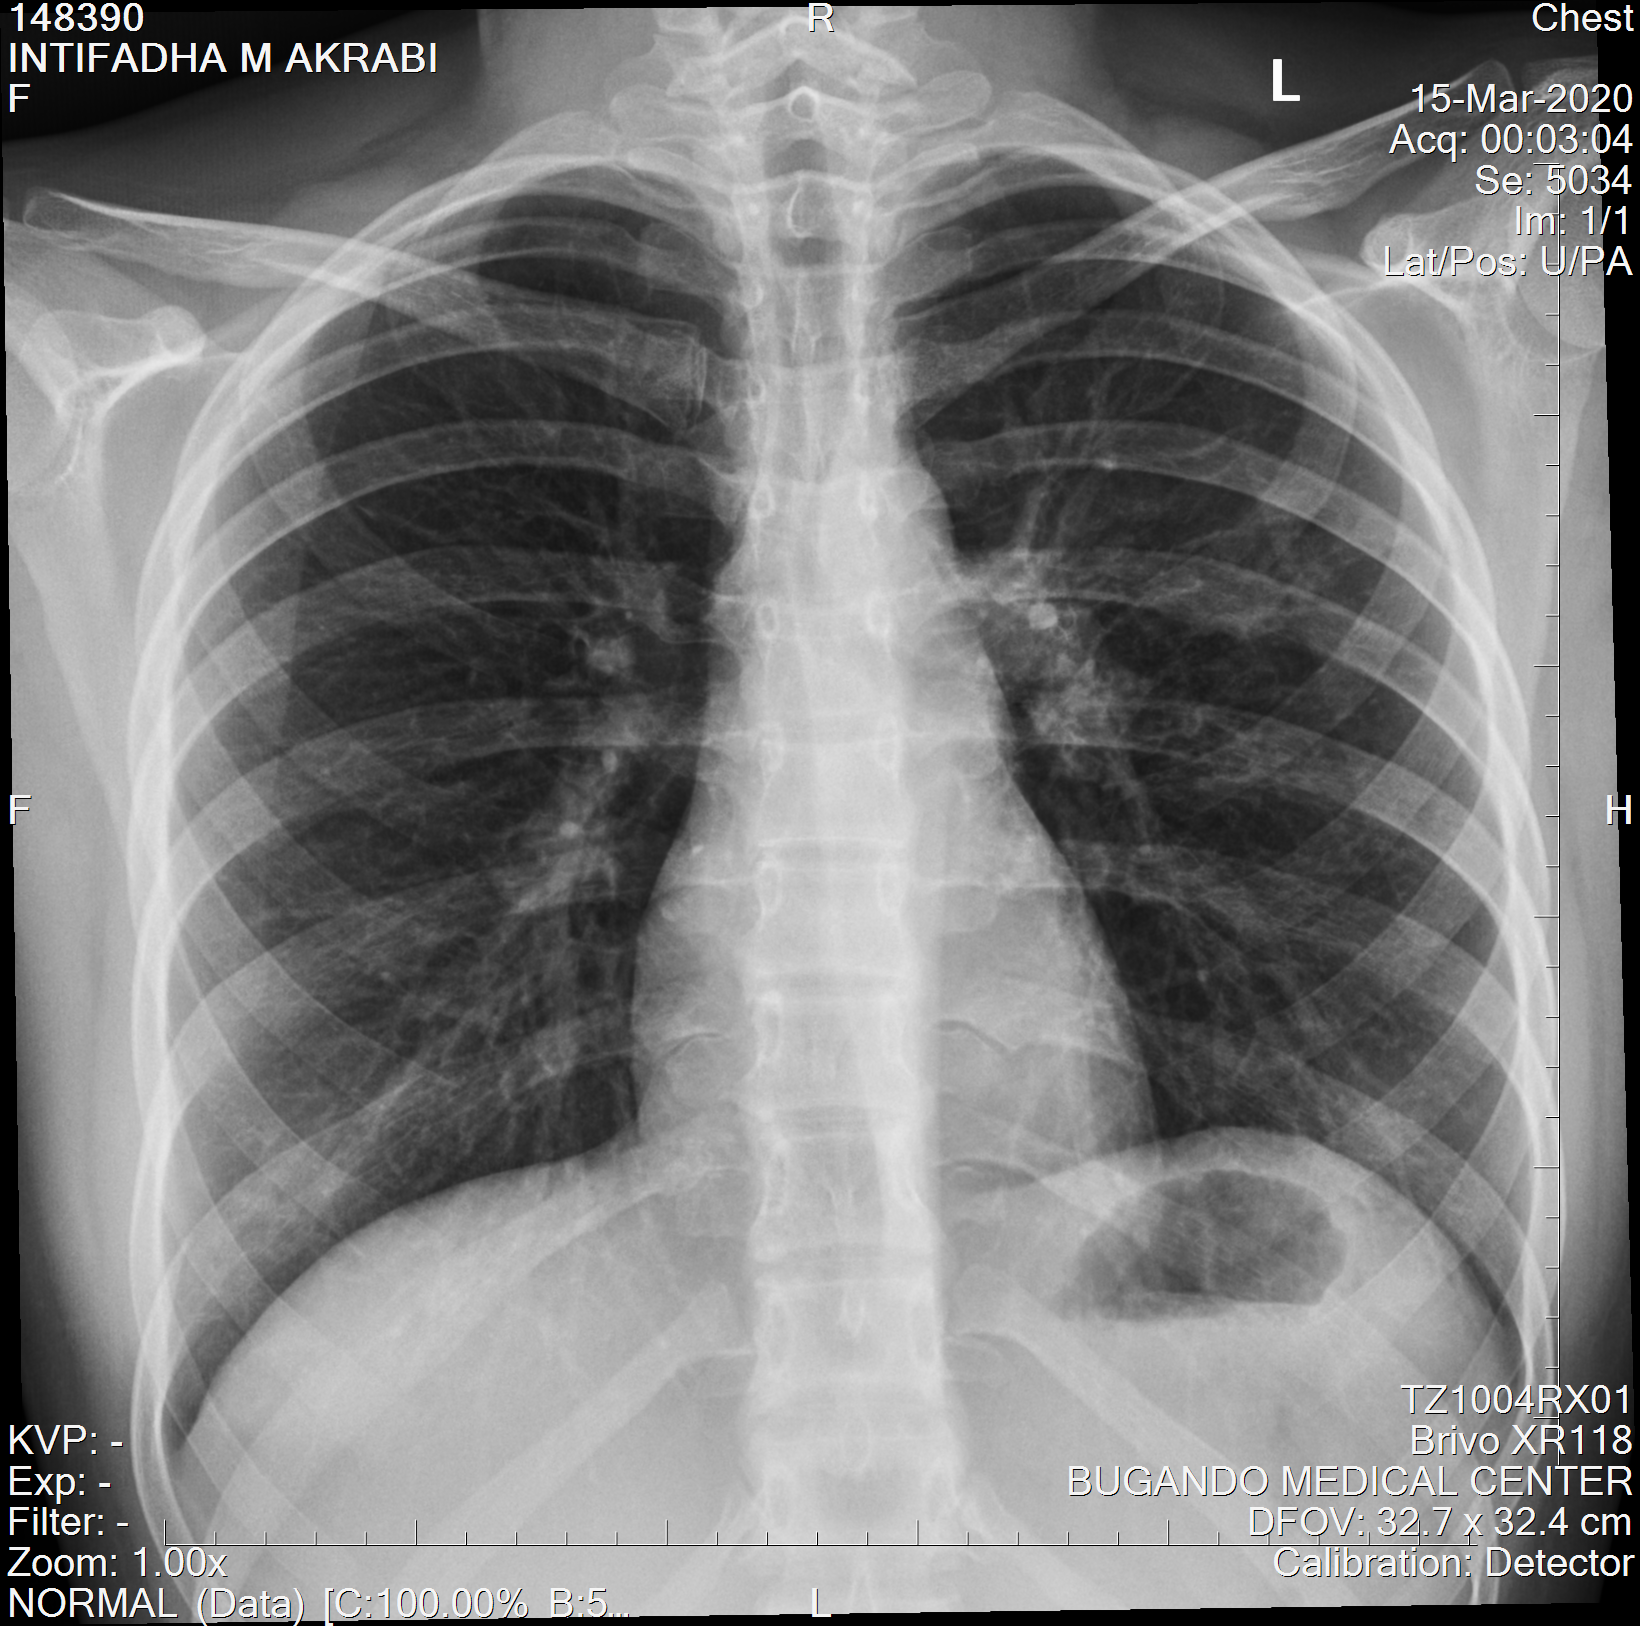 148390
INTIFADHA M AKRABI
F
R
L
Chest
15-Mar-2020
Acq: 00:03:04
Se: 5034
Im: 1/1
Lat/Pos: U/PA
F
H
KVP: -
Exp: -
Filter: -
Zoom: 1.00x
NORMAL (Data) [C:100.00% B:5...
L
TZ1004RX01
Brivo XR118
BUGANDO MEDICAL CENTER
DFOV: 32.7 x 32.4 cm
Calibration: Detector